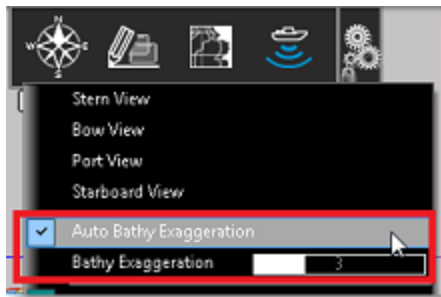 N
S
Stern View
Bow View
Port View
Starboard View
Auto Bathy Exaggeration
Bathy Exaggeration 3